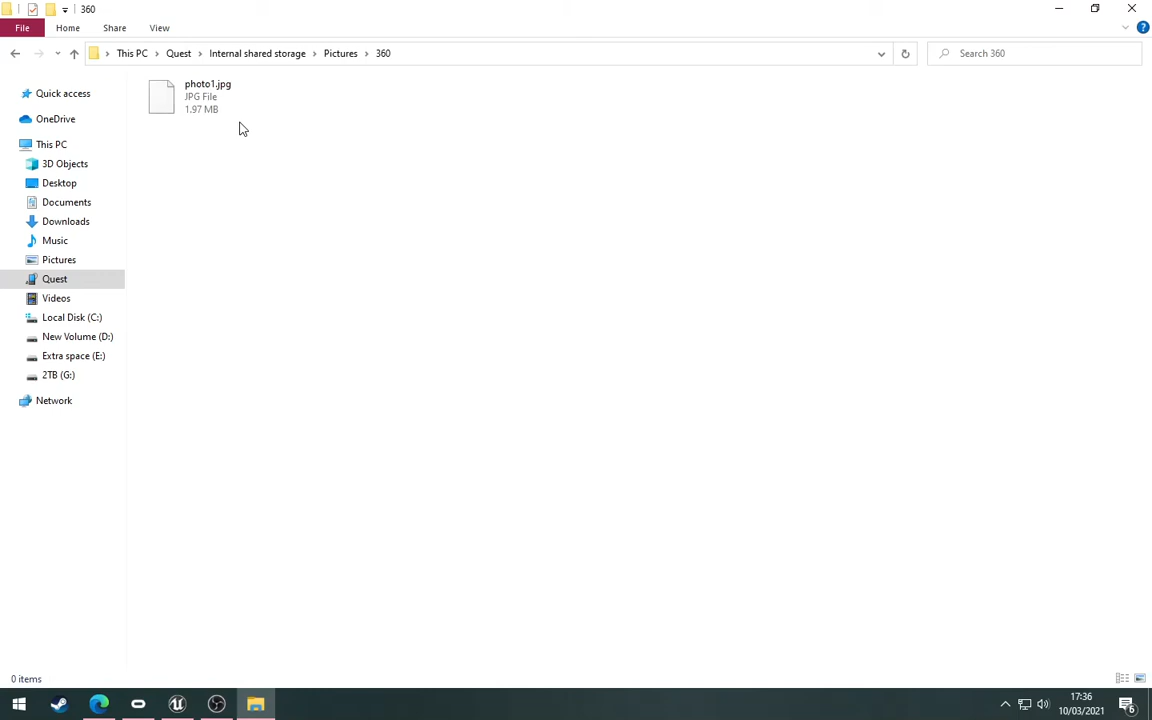 360
File
Home
Share
View
This PC
Quest
Internal shared storage
Pictures
360
Search 360
photo1.jpg
JPG File
1.97 MB
Quick access
OneDrive
This PC
3D Objects
Desktop
Documents
Downloads
Music
Pictures
Quest
Videos
Local Disk (C:)
New Volume (D:)
Extra space (E:)
2TB (G:)
Network
0 items
17:36
10/03/2021
6